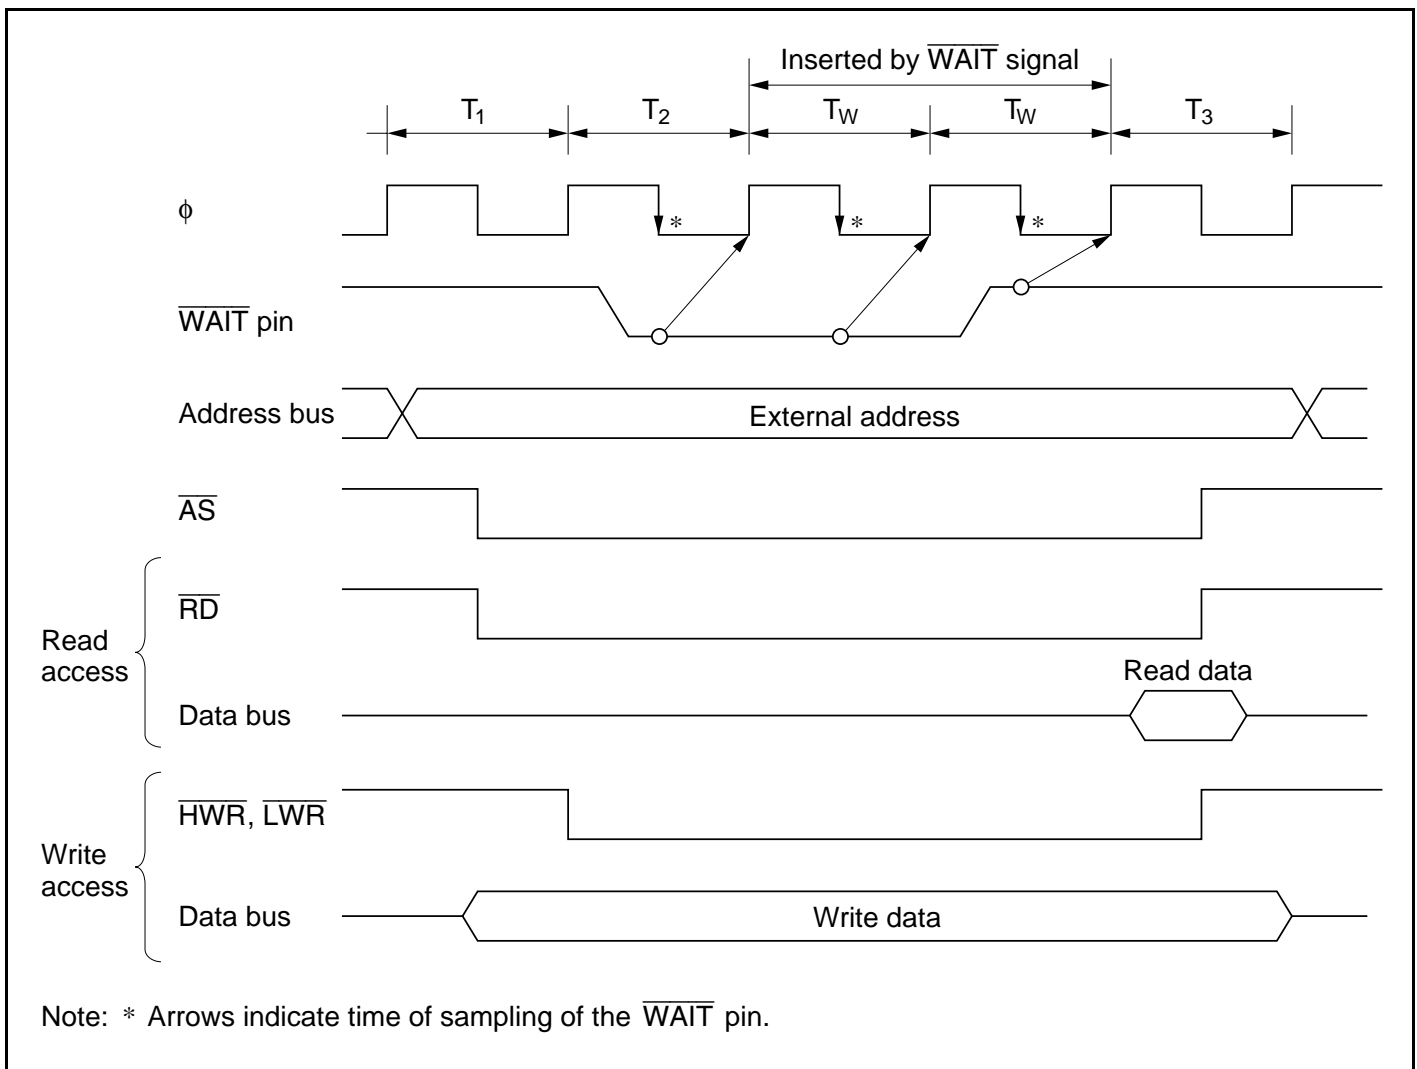 Inserted by WAIT signal
T1 T2 TW TW T3
ϕ
* * *
WAIT pin
Address bus
External address
AS
Read access
RD
Read data
Data bus
Write access
HWR, LWR
Data bus
Write data
Note: * Arrows indicate time of sampling of the WAIT pin.